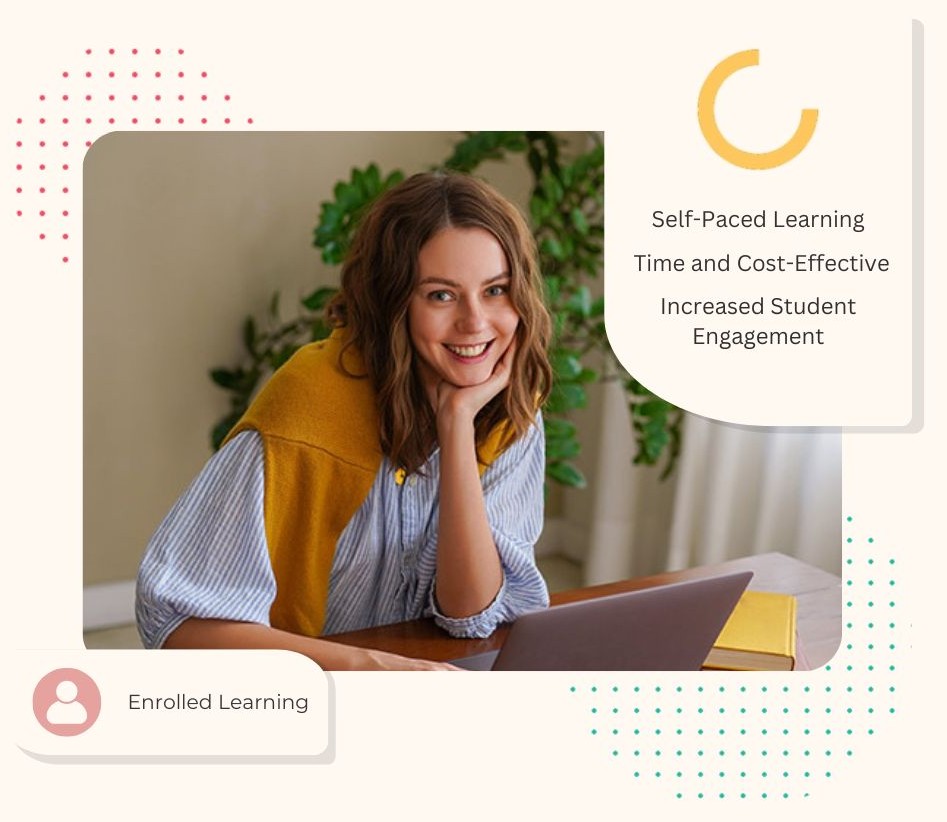 Self-Paced Learning
Time and Cost-Effective
Increased Student
Engagement
Enrolled Learning